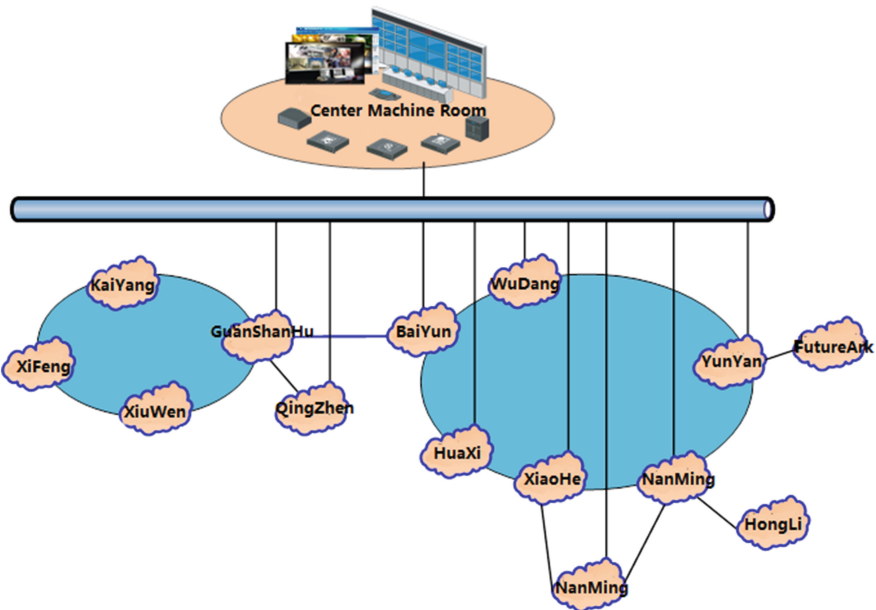 Center Machine Room
KaiYang
WuDang
GuanShanHu
BaiYun
FutureArk
XiFeng
YunYan
XiuWen
QingZhen
HuaXi
XiaoHe
NanMing
HongLi
NanMing